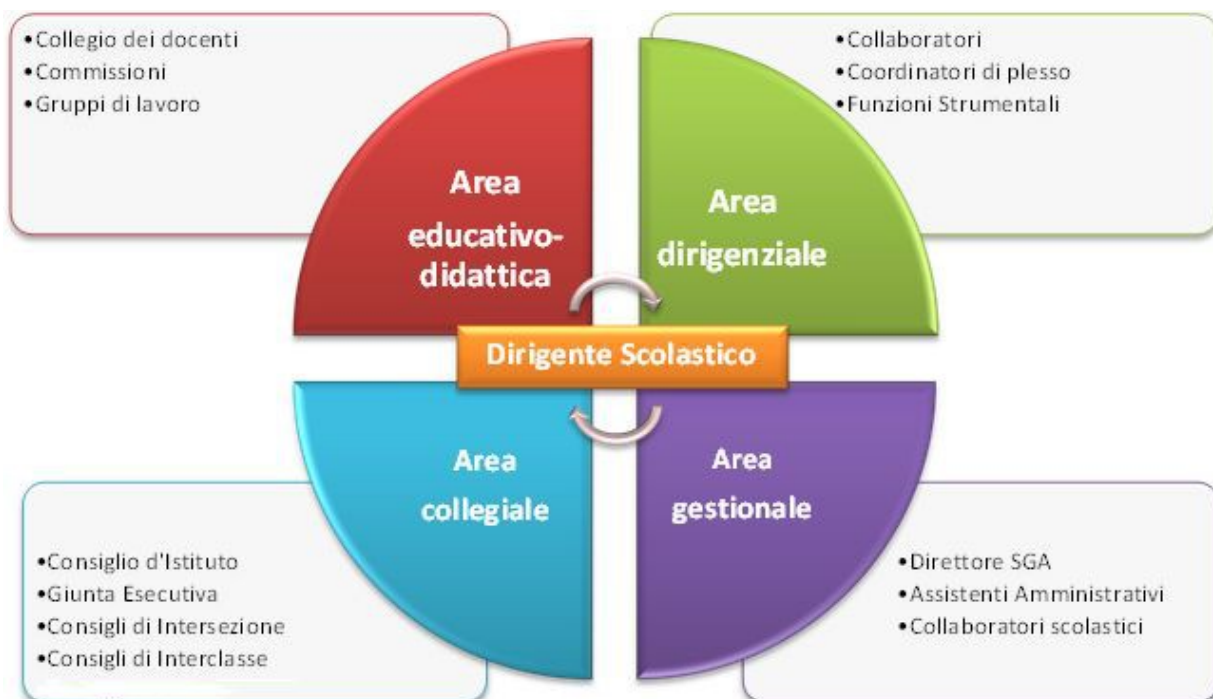 •Collegio dei docenti
•Commissioni
•Gruppi di lavoro
•Collaboratori
•Coordinatori di plesso
•Funzioni Strumentali
Area
educativo-
didattica
Area
dirigenziale
Dirigente Scolastico
Area
collegiale
Area
gestionale
•Consiglio d'Istituto
•Giunta Esecutiva
•Consigli di Intersezione
•Consigli di Interclasse
•Direttore SGA
•Assistenti Amministrativi
•Collaboratori scolastici